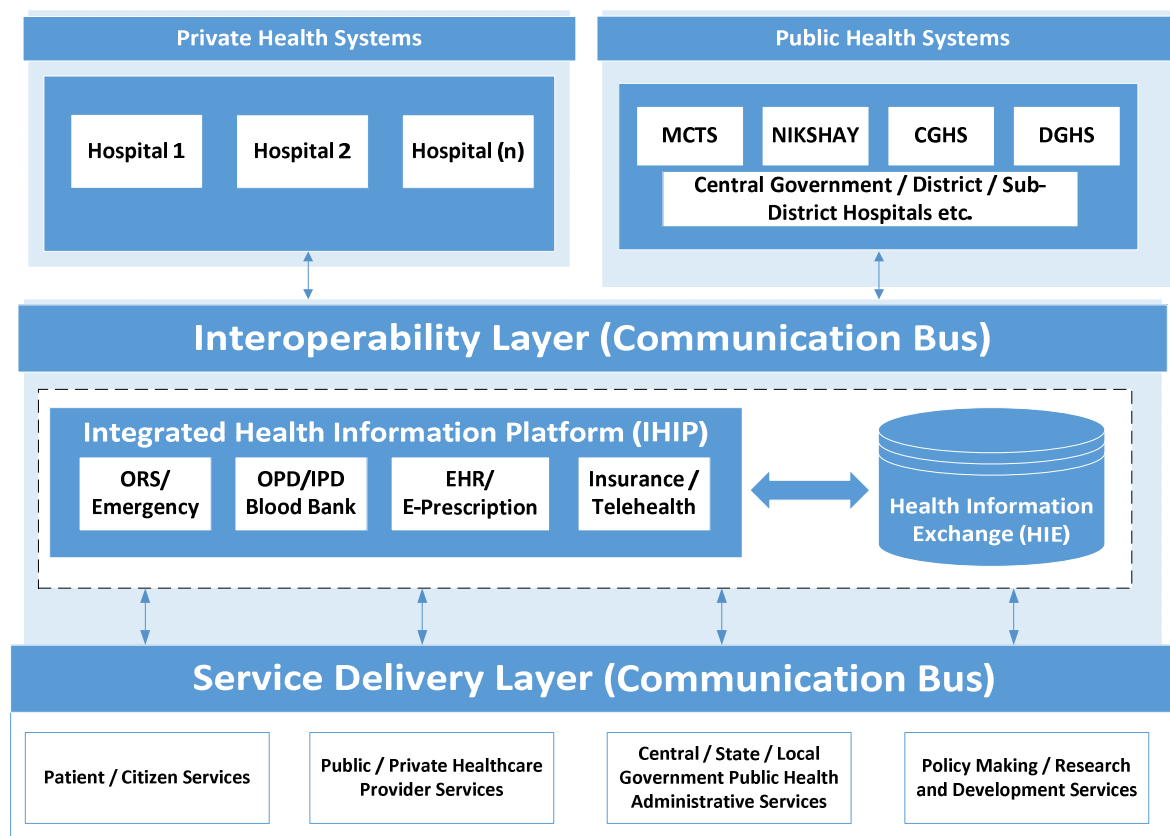 Private Health Systems
Public Health Systems
Hospital 1
Hospital 2
Hospital (n)
MCTS
NIKSHAY
CGHS
DGHS
Central Government / District / Sub-
District Hospitals etc.
Interoperability Layer (Communication Bus)
Integrated Health Information Platform (IHIP)
ORS/
Emergency
OPD/IPD
Blood Bank
EHR/
E-Prescription
Insurance /
Telehealth
Health Information
Exchange (HIE)
Service Delivery Layer (Communication Bus)
Patient / Citizen Services
Public / Private Healthcare
Provider Services
Central / State / Local
Government Public Health
Administrative Services
Policy Making / Research
and Development Services